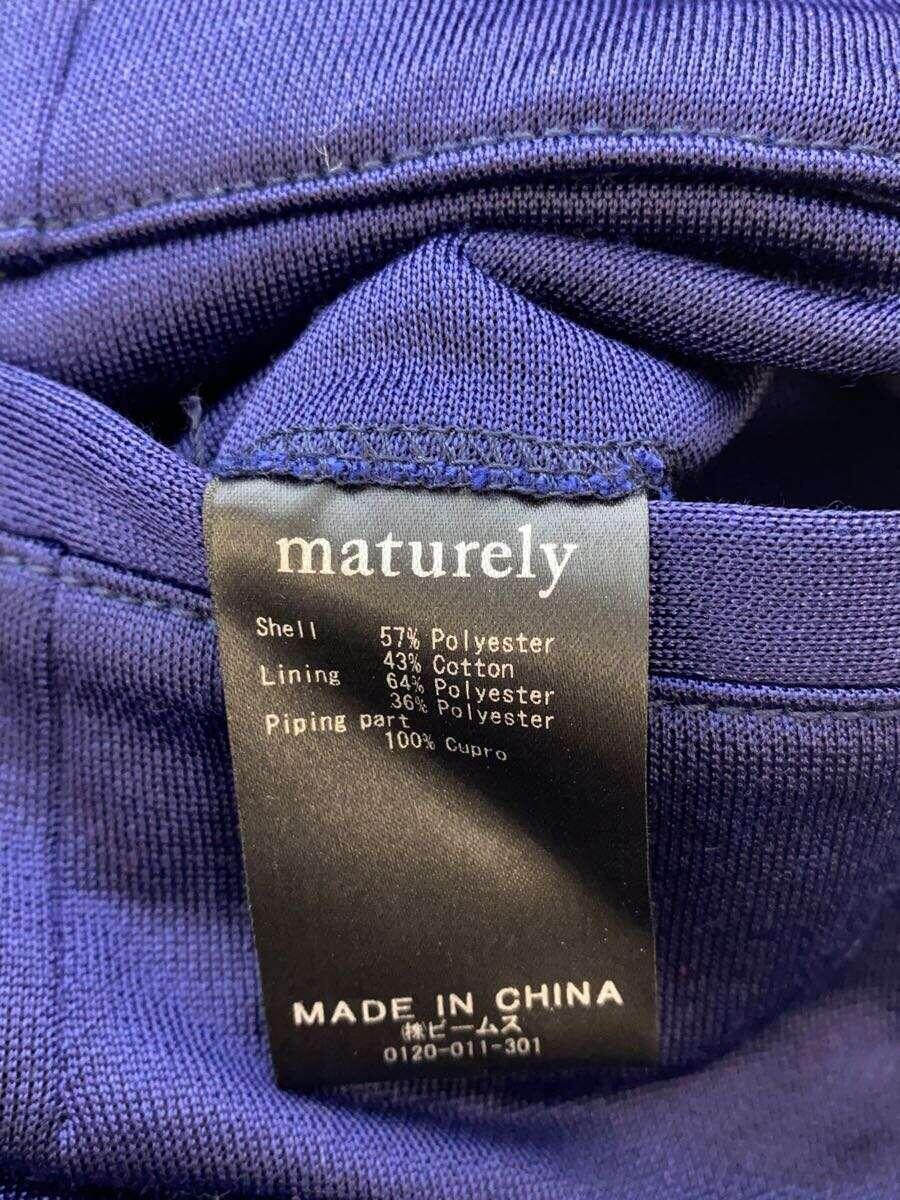 maturely
Shell 57% Polyester
43% Cotton
Lining 64% Polyester
36% Polyester
Piping part
100% Cupro
MADE IN CHINA
㈱ビームス
0120-011-301